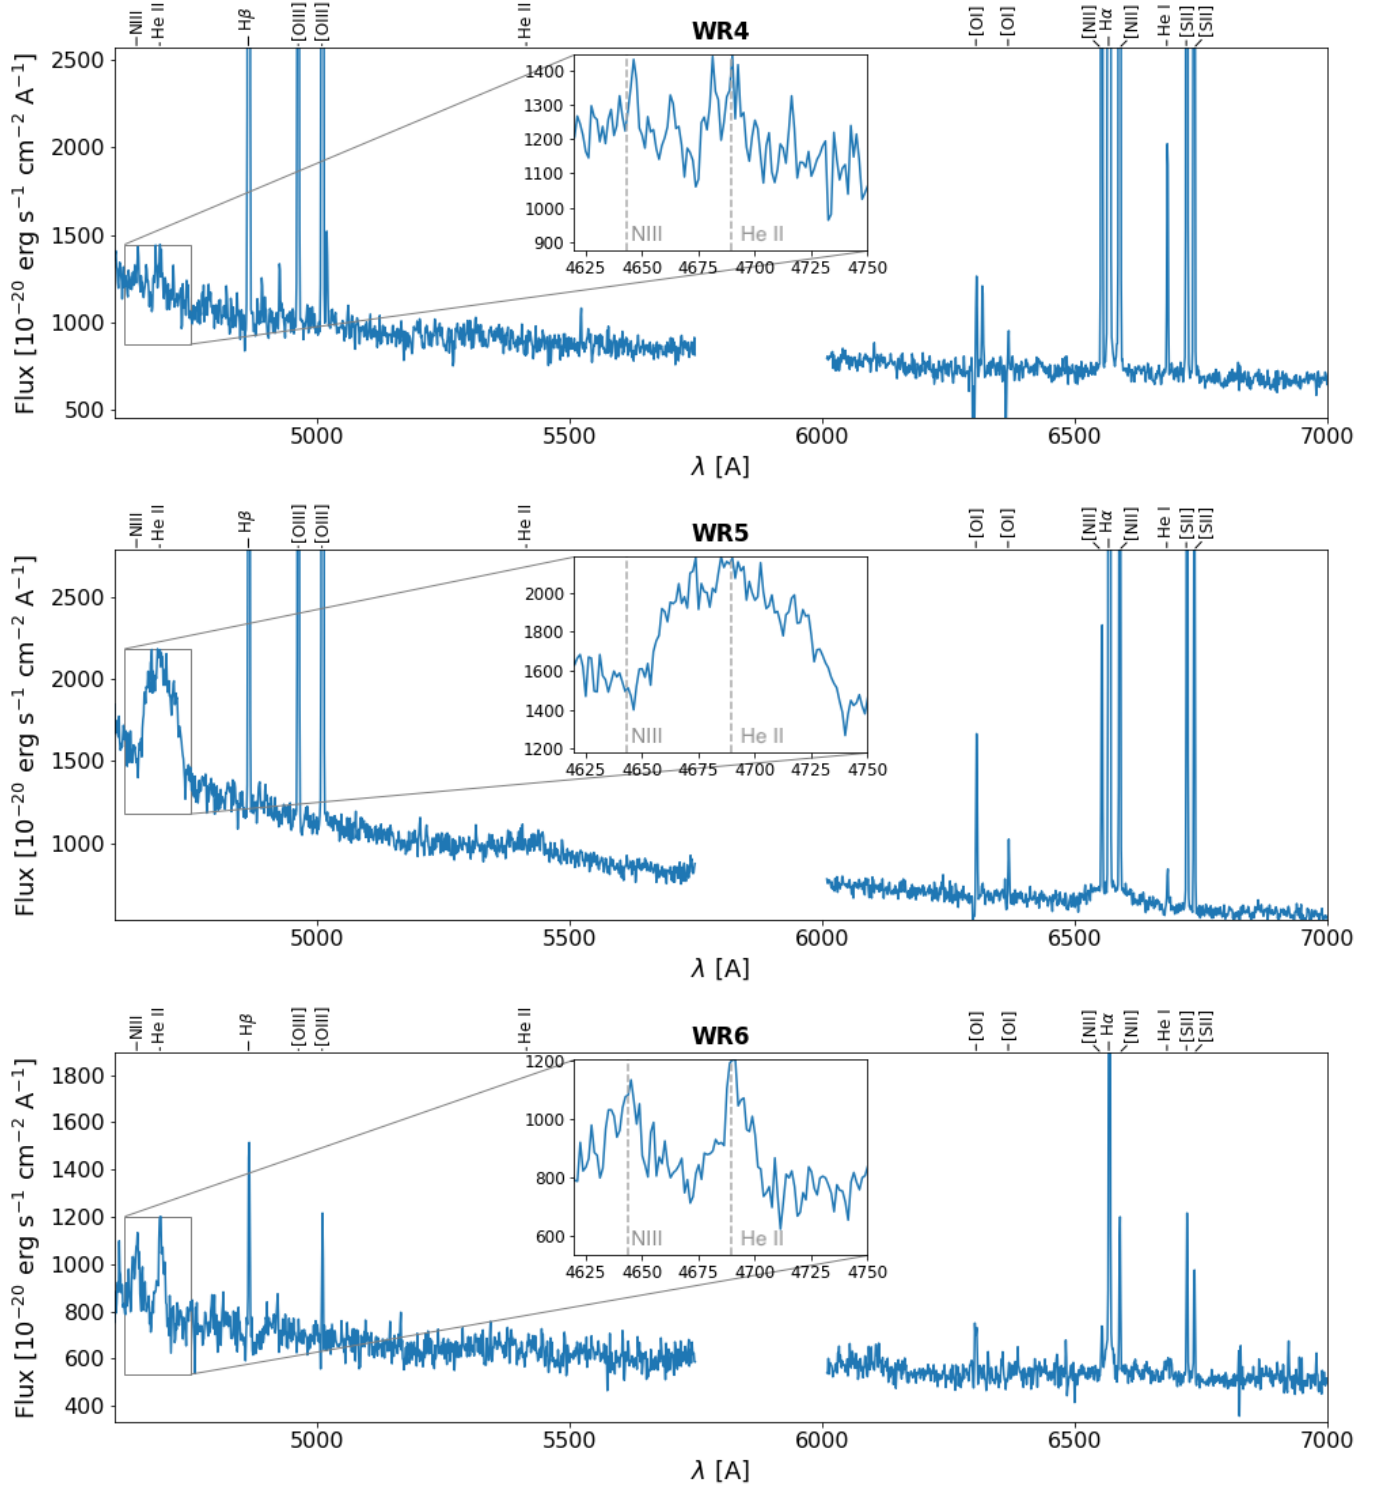 NIII He II Hβ [OIII] [OIII] He II WR4 [OI] [OI] [NII] Hα [NII] He I [SII] [SII]
2500
2000
1500
1000
500
Flux [10⁻²⁰ erg s⁻¹ cm⁻² A⁻¹]
1400
1300
1200
1100
1000
900
NIII He II
4625 4650 4675 4700 4725 4750
5000 5500 6000 6500 7000
λ [A]
NIII He II Hβ [OIII] [OIII] He II WR5 [OI] [OI] [NII] Hα [NII] He I [SII] [SII]
2500
2000
1500
1000
Flux [10⁻²⁰ erg s⁻¹ cm⁻² A⁻¹]
2000
1800
1600
1400
1200
NIII He II
4625 4650 4675 4700 4725 4750
5000 5500 6000 6500 7000
λ [A]
NIII He II Hβ [OIII] [OIII] He II WR6 [OI] [OI] [NII] Hα [NII] He I [SII] [SII]
1800
1600
1400
1200
1000
800
600
400
Flux [10⁻²⁰ erg s⁻¹ cm⁻² A⁻¹]
1200
1000
800
600
NIII He II
4625 4650 4675 4700 4725 4750
5000 5500 6000 6500 7000
λ [A]